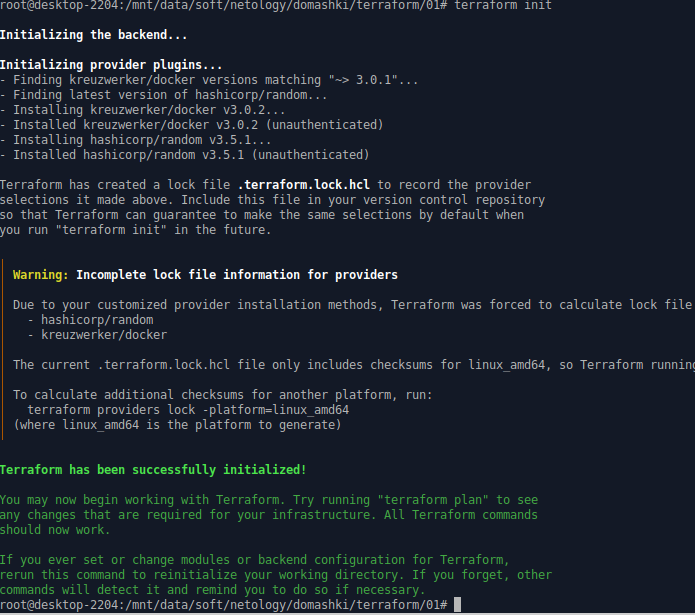 root@desktop-2204:/mnt/data/soft/netology/domashki/terraform/01# terraform init
Initializing the backend...
Initializing provider plugins...
- Finding kreuzwerker/docker versions matching "~> 3.0.1"...
- Finding latest version of hashicorp/random...
- Installing kreuzwerker/docker v3.0.2...
- Installed kreuzwerker/docker v3.0.2 (unauthenticated)
- Installing hashicorp/random v3.5.1...
- Installed hashicorp/random v3.5.1 (unauthenticated)
Terraform has created a lock file .terraform.lock.hcl to record the provider
selections it made above. Include this file in your version control repository
so that Terraform can guarantee to make the same selections by default when
you run "terraform init" in the future.
Warning: Incomplete lock file information for providers
Due to your customized provider installation methods, Terraform was forced to calculate lock file
- hashicorp/random
- kreuzwerker/docker
The current .terraform.lock.hcl file only includes checksums for linux_amd64, so Terraform running
To calculate additional checksums for another platform, run:
terraform providers lock -platform=linux_amd64
(where linux_amd64 is the platform to generate)
Terraform has been successfully initialized!
You may now begin working with Terraform. Try running "terraform plan" to see
any changes that are required for your infrastructure. All Terraform commands
should now work.
If you ever set or change modules or backend configuration for Terraform,
rerun this command to reinitialize your working directory. If you forget, other
commands will detect it and remind you to do so if necessary.
root@desktop-2204:/mnt/data/soft/netology/domashki/terraform/01#